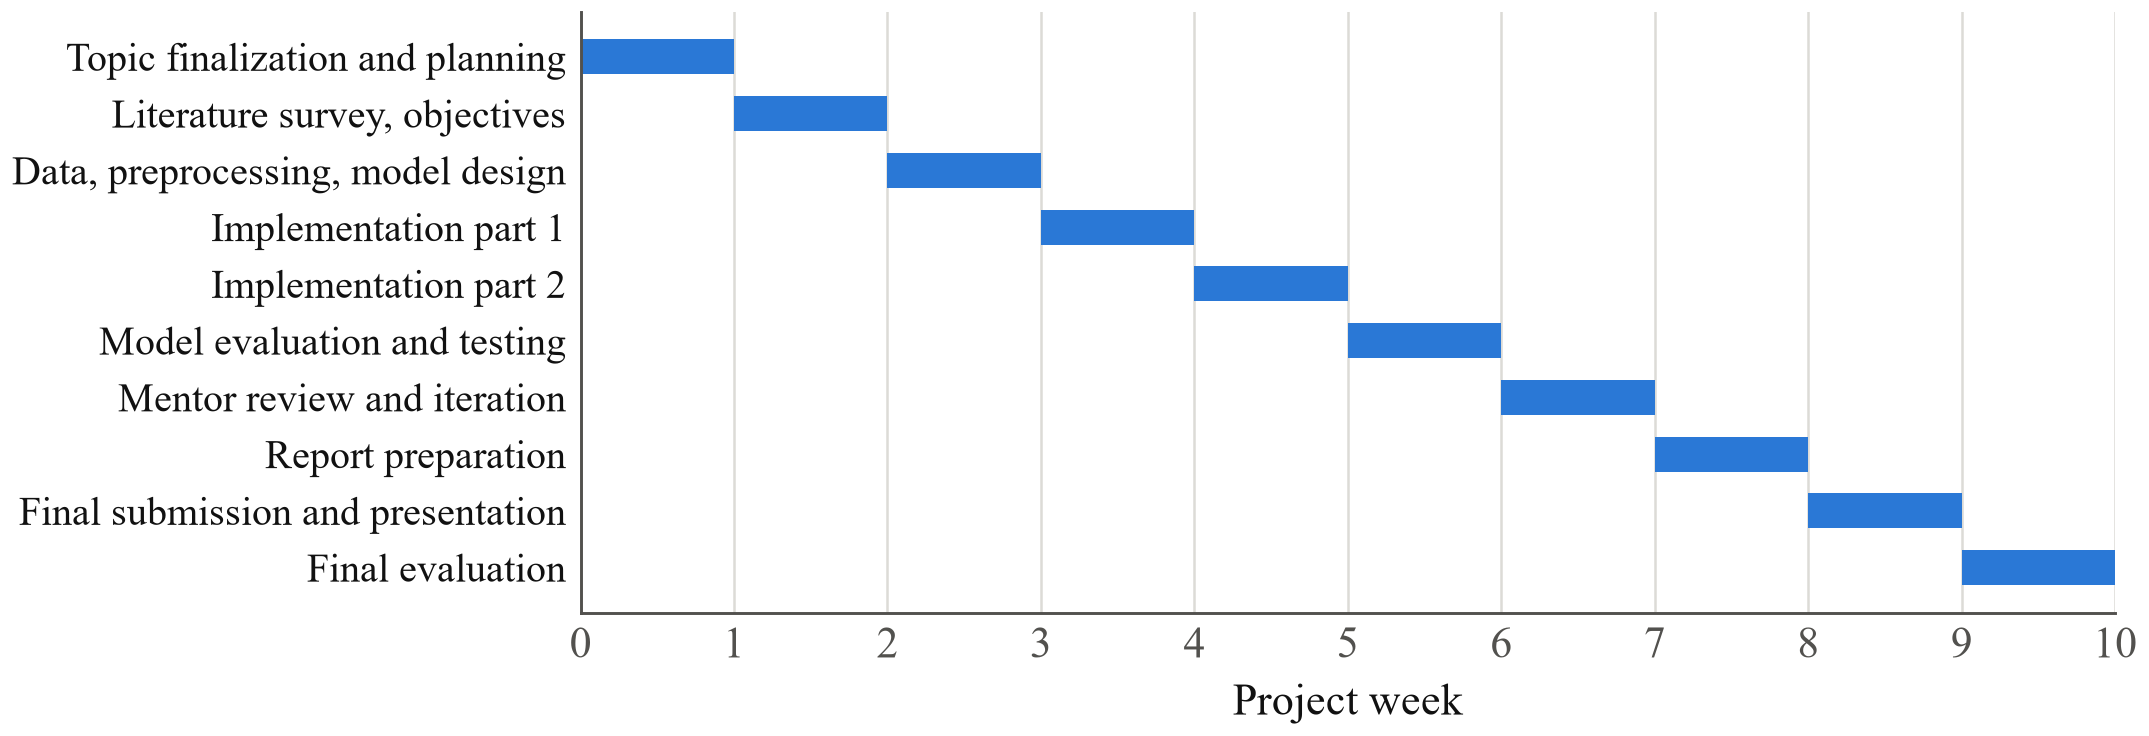 Topic finalization and planning
Literature survey, objectives
Data, preprocessing, model design
Implementation part 1
Implementation part 2
Model evaluation and testing
Mentor review and iteration
Report preparation
Final submission and presentation
Final evaluation
0 1 2 3 4 5 6 7 8 9 10
Project week